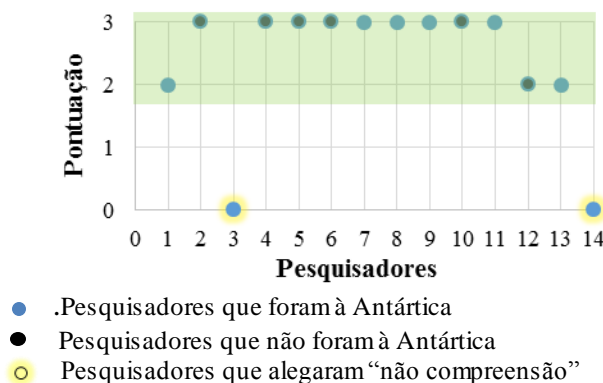 3
2
1
0
Pontuação
0 1 2 3 4 5 6 7 8 9 10 11 12 13 14
Pesquisadores
.Pesquisadores que foram à Antártica
Pesquisadores que não foram à Antártica
Pesquisadores que alegaram “não compreensão”